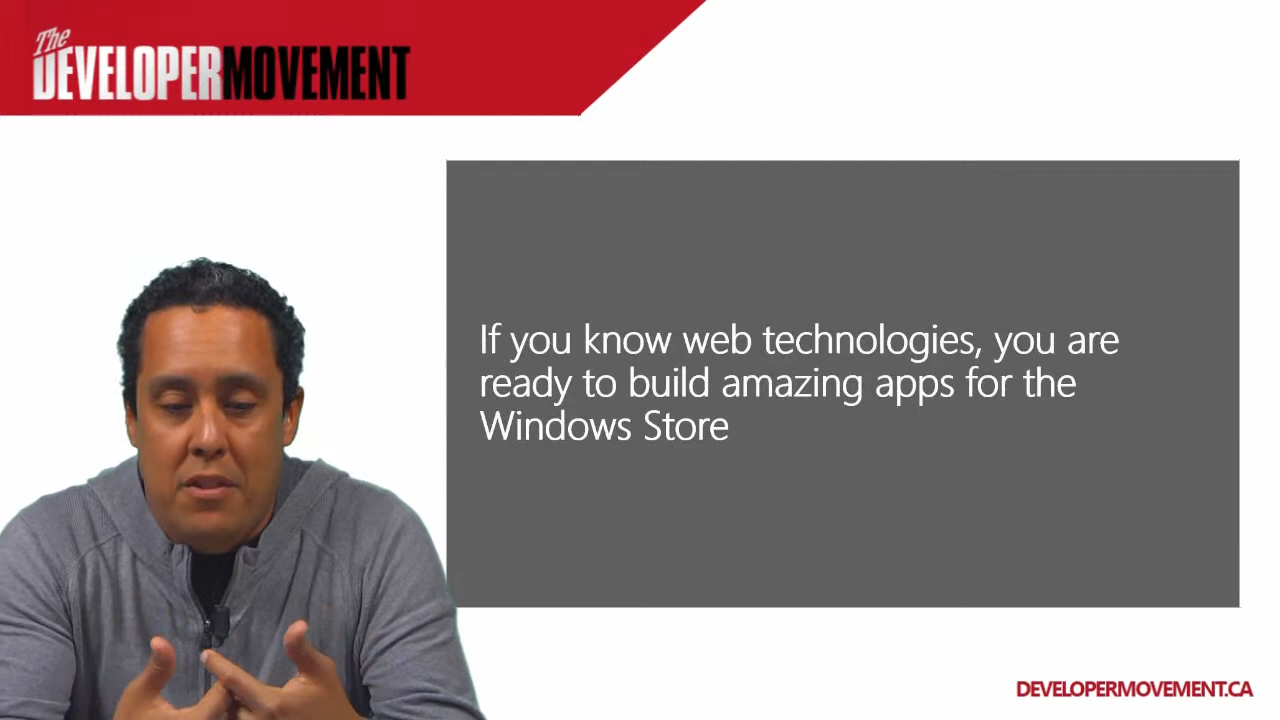 The
DEVELOPERMOVEMENT
If you know web technologies, you are
ready to build amazing apps for the
Windows Store
DEVELOPERMOVEMENT.CA